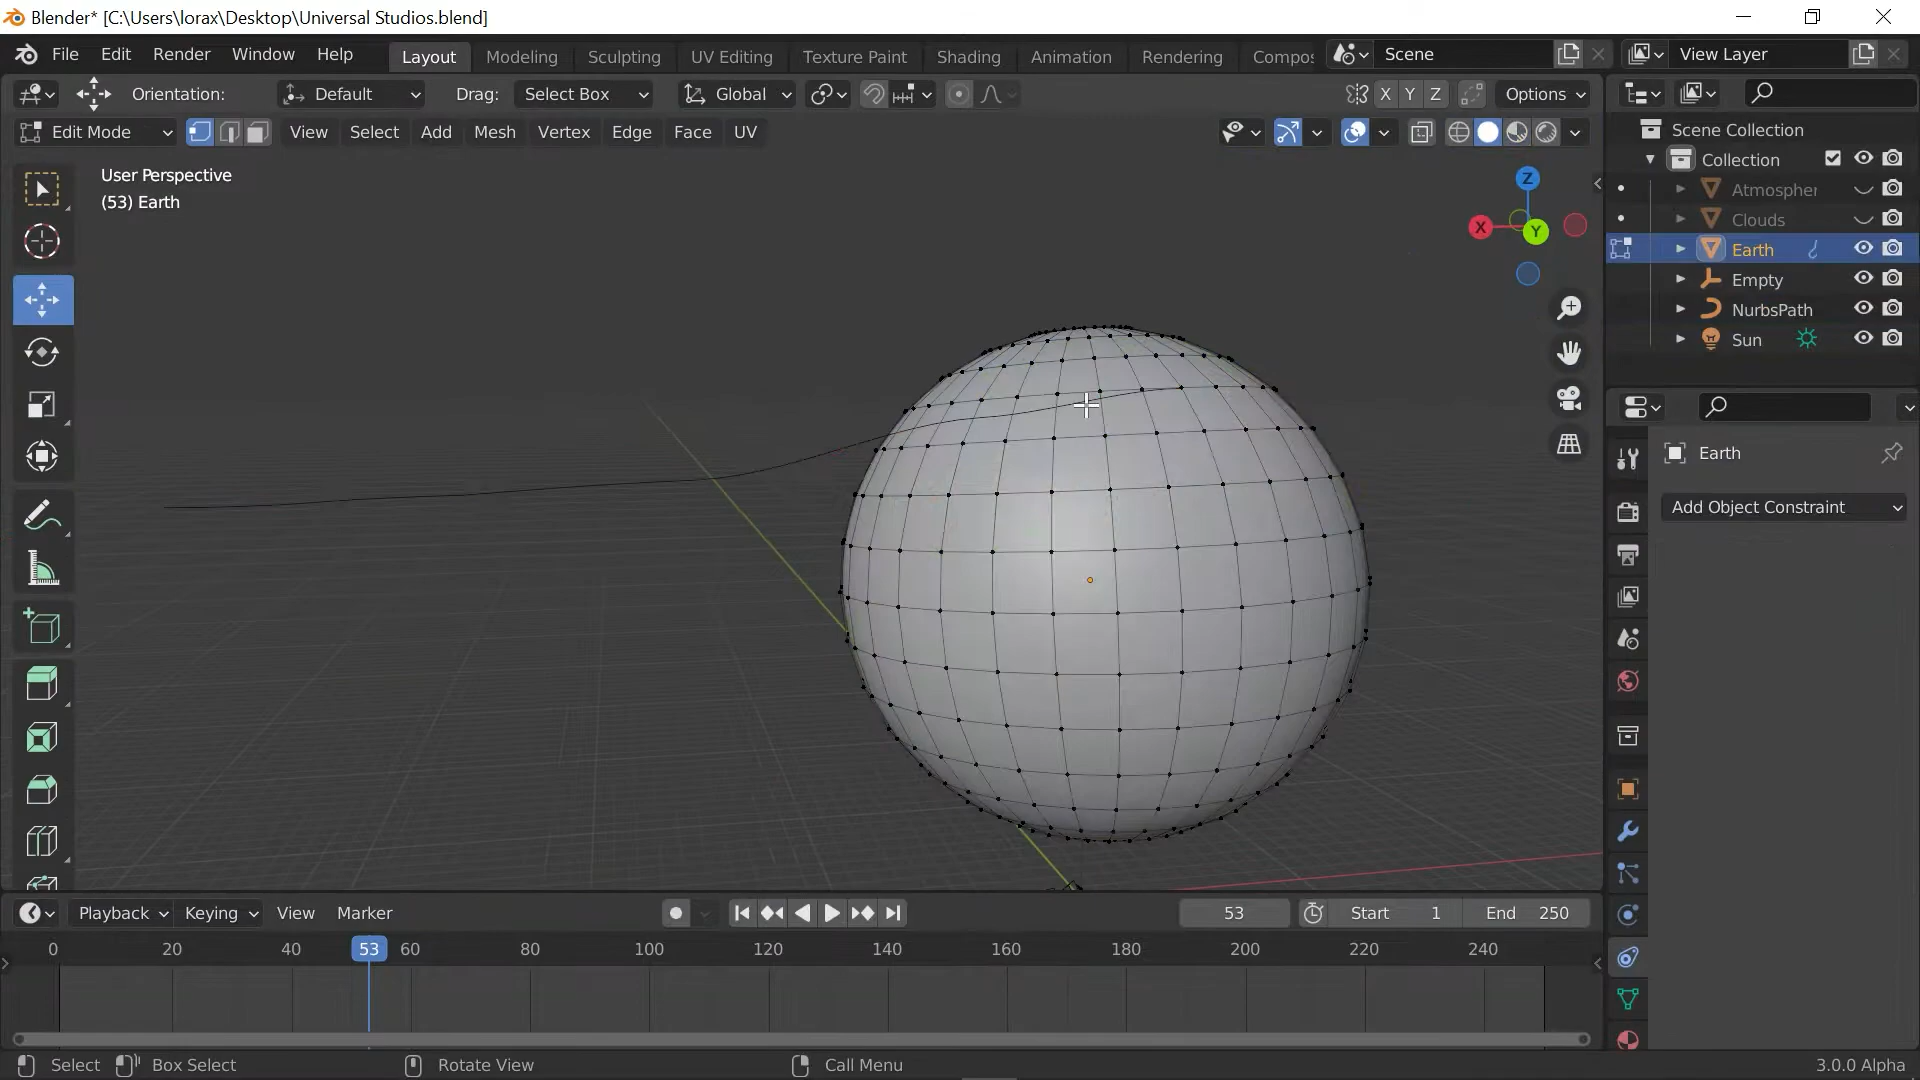 Blender* [C:\Users\lorax\Desktop\Universal Studios.blend]
File Edit Render Window Help Layout Modeling Sculpting UV Editing Texture Paint Shading Animation Rendering Compos Scene View Layer
Orientation: Default Drag: Select Box Global X Y Z Options
Edit Mode View Select Add Mesh Vertex Edge Face UV
Scene Collection
Collection
Atmospher
Clouds
Earth
Empty
NurbsPath
Sun
User Perspective
(53) Earth
Z
X
Y
Earth
Add Object Constraint
Playback Keying View Marker 53 Start 1 End 250
0 20 40 53 60 80 100 120 140 160 180 200 220 240
Select Box Select Rotate View Call Menu 3.0.0 Alpha